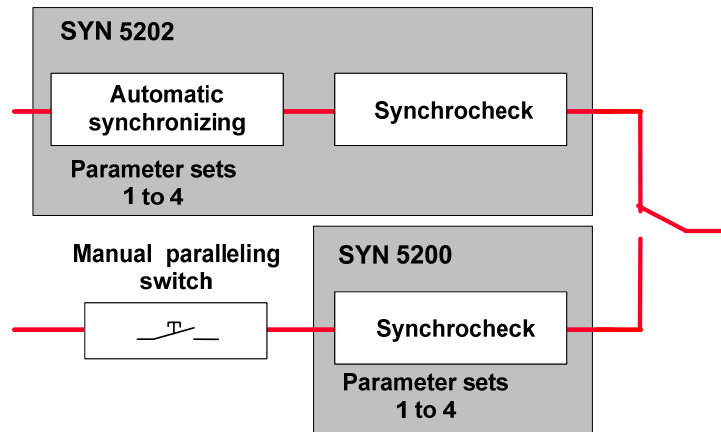 SYN 5202
Automatic
synchronizing
Synchrocheck
Parameter sets
1 to 4
Manual paralleling
switch
SYN 5200
Synchrocheck
Parameter sets
1 to 4